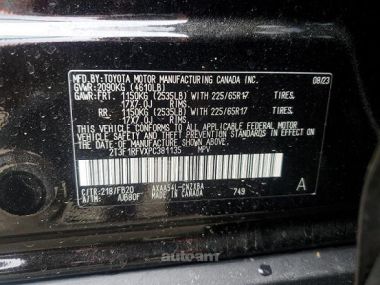 MFD.BY:TOYOTA MOTOR MANUFACTURING CANADA INC. 08/23
GVWR: 2090KG (4610LB)
GAWR:FRT. 1150KG (2535LB) WITH 225/65R17 TIRES,
17X7.0J RIMS,
RR. 1150KG (2535LB) WITH 225/65R17 TIRES,
17X7.0J RIMS,
THIS VEHICLE CONFORMS TO ALL APPLICABLE FEDERAL MOTOR VEHICLE
SAFETY AND THEFT PREVENTION STANDARDS IN EFFECT
ON THE DATE OF MANUFACTURE SHOWN ABOVE.
2T3F1RFVXPC381135 MPV
C/TR:218/FB20 AXAA54L-ANZXBA 749 A
A/TM: /UB80F MADE IN CANADA
autoam